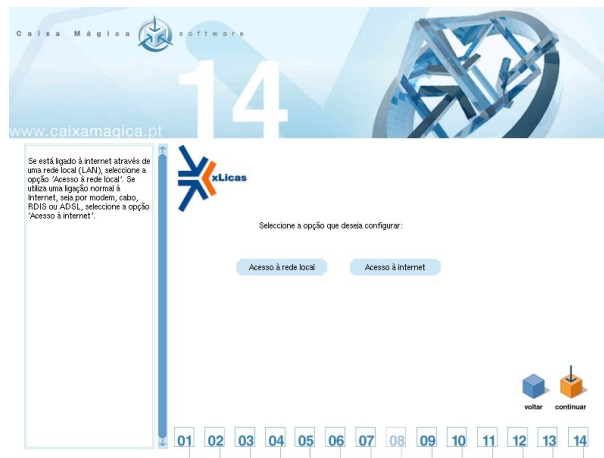 Caixa Mágica software
14
www.caixamagica.pt
Se está ligado à internet através de
uma rede local (LAN), seleccione a
opção 'Acesso à rede local'. Se
utiliza uma ligação normal à
Internet, seja por modem, cabo,
RDIS ou ADSL, seleccione a opção
'Acesso à internet'.
xLicas
Seleccione a opção que deseja configurar:
Acesso à rede local Acesso à internet
voltar continuar
01 02 03 04 05 06 07 08 09 10 11 12 13 14